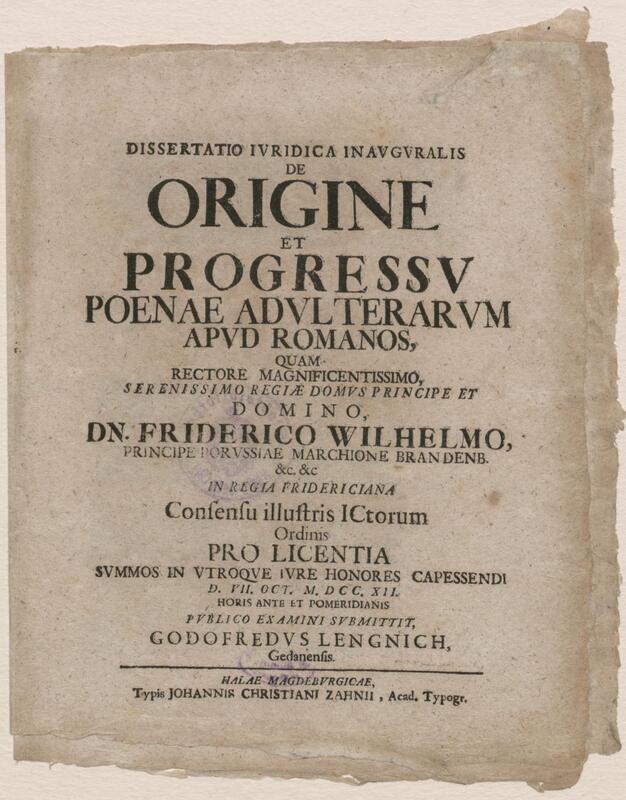 DISSERTATIO IVRIDICA INAVGVRALIS
DE
ORIGINE
ET
PROGRESSV
POENAE ADVLTERARVM
APVD ROMANOS,
QUAM
RECTORE MAGNIFICENTISSIMO,
SERENISSIMO REGIÆ DOMVS PRINCIPE ET
DOMINO,
DN. FRIDERICO WILHELMO,
PRINCIPE BORVSSIAE MARCHIONE BRANDENB.
&c. &c
IN REGIA FRIDERICIANA
Consensu illustris ICtorum
Ordinis
PRO LICENTIA
SVMMOS IN VTROQVE IVRE HONORES CAPESSENDI
D. VII. OCT. M. DCC. XII.
HORIS ANTE ET POMERIDIANIS
PVBLICO EXAMINI SVBMITTIT,
GODOFREDVS LENGNICH,
Gedanensis.
HALAE MAGDEBVRGICAE,
Typis JOHANNIS CHRISTIANI ZAHNII, Acad. Typogr.